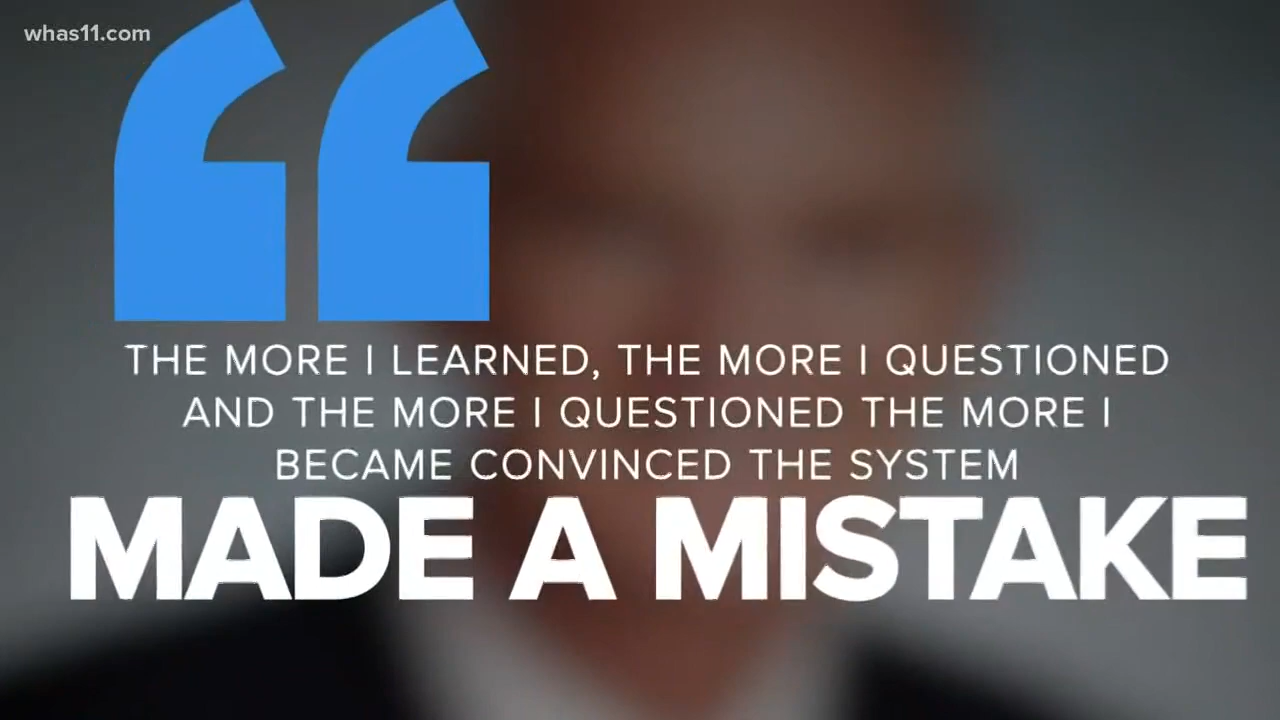 whas11.com
THE MORE I LEARNED, THE MORE I QUESTIONED
AND THE MORE I QUESTIONED THE MORE I
BECAME CONVINCED THE SYSTEM
MADE A MISTAKE